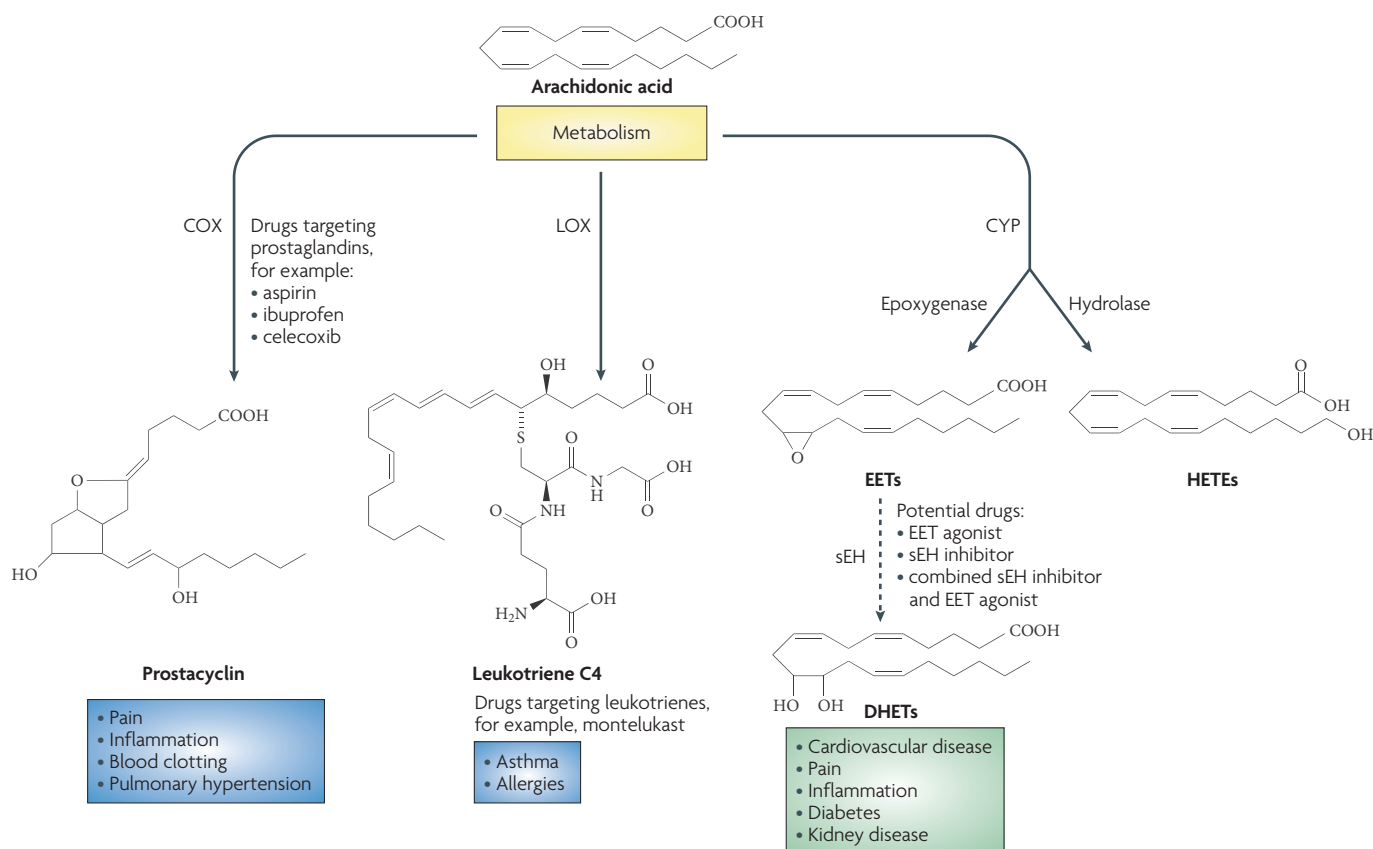 COOH
Arachidonic acid
Metabolism
COX
Drugs targeting
prostaglandins,
for example:
• aspirin
• ibuprofen
• celecoxib
LOX
CYP
Epoxygenase
Hydrolase
COOH
O
HO
OH
Prostacyclin
• Pain
• Inflammation
• Blood clotting
• Pulmonary hypertension
OH
O
OH
S
O
N
H
OH
O
NH
O
H₂N
OH
O
Leukotriene C4
Drugs targeting leukotrienes,
for example, montelukast
• Asthma
• Allergies
COOH
O
EETs
O
OH
OH
HETEs
sEH
Potential drugs:
• EET agonist
• sEH inhibitor
• combined sEH inhibitor
and EET agonist
COOH
HO
OH
DHETs
• Cardiovascular disease
• Pain
• Inflammation
• Diabetes
• Kidney disease